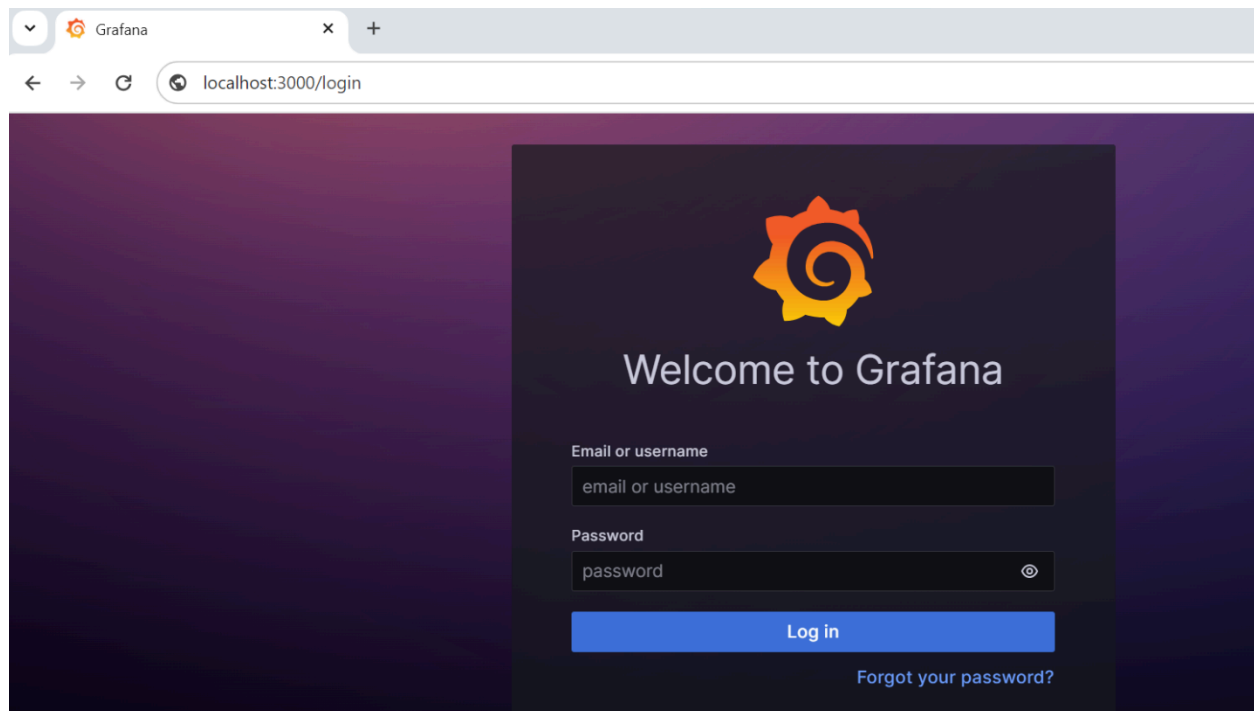 Grafana
localhost:3000/login
Welcome to Grafana
Email or username
email or username
Password
password
Log in
Forgot your password?